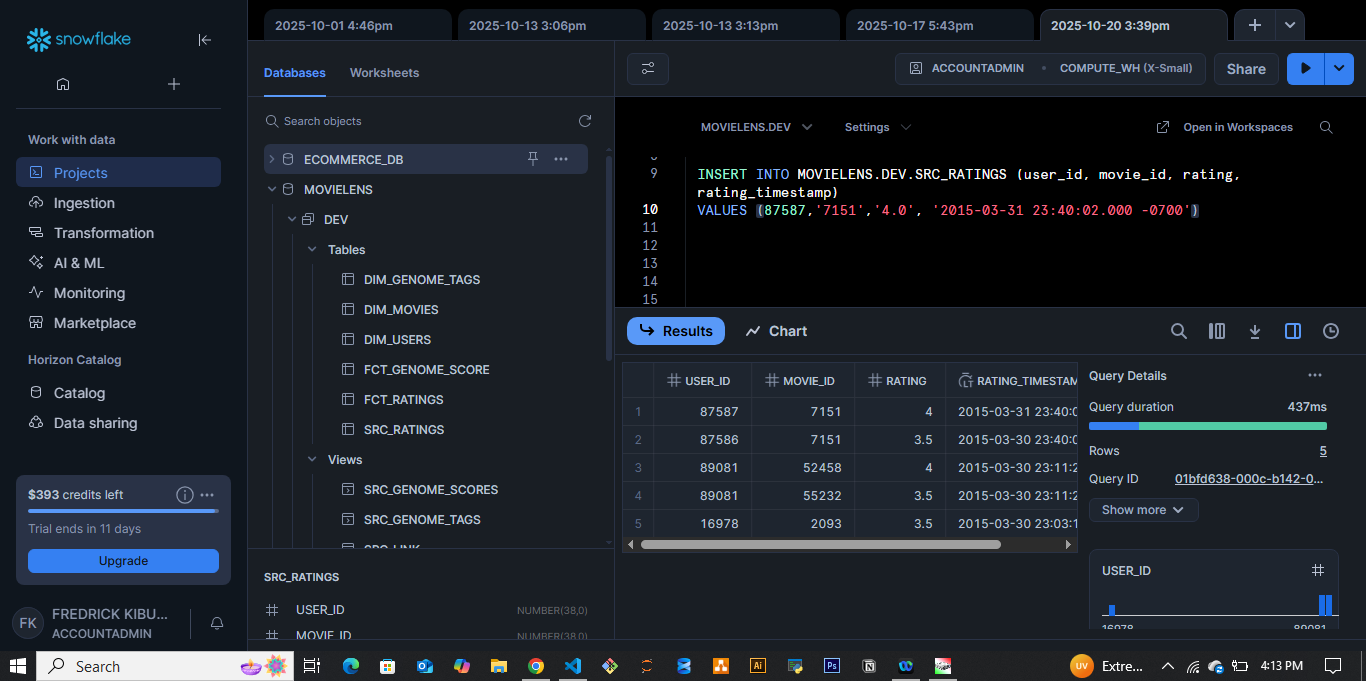 snowflake
Work with data
Projects
Ingestion
Transformation
AI & ML
Monitoring
Marketplace
Horizon Catalog
Catalog
Data sharing
$393 credits left
Trial ends in 11 days
Upgrade
FK
FREDRICK KIBU...
ACCOUNTADMIN
2025-10-01 4:46pm
2025-10-13 3:06pm
2025-10-13 3:13pm
2025-10-17 5:43pm
2025-10-20 3:39pm
Databases
Worksheets
Search objects
ECOMMERCE_DB
MOVIELENS
DEV
Tables
DIM_GENOME_TAGS
DIM_MOVIES
DIM_USERS
FCT_GENOME_SCORE
FCT_RATINGS
SRC_RATINGS
Views
SRC_GENOME_SCORES
SRC_GENOME_TAGS
SRC_RATINGS
USER_ID NUMBER(38,0)
MOVIE_ID NUMBER(38,0)
ACCOUNTADMIN • COMPUTE_WH (X-Small)
Share
MOVIELENS.DEV
Settings
Open in Workspaces
9 INSERT INTO MOVIELENS.DEV.SRC_RATINGS (user_id, movie_id, rating,
rating_timestamp)
10 VALUES (87587,'7151','4.0', '2015-03-31 23:40:02.000 -0700')
11
12
13
14
15
Results
Chart
USER_ID MOVIE_ID RATING RATING_TIMESTAM
1 87587 7151 4 2015-03-31 23:40:0
2 87586 7151 3.5 2015-03-30 23:40:0
3 89081 52458 4 2015-03-30 23:11:2
4 89081 55232 3.5 2015-03-30 23:11:2
5 16978 2093 3.5 2015-03-30 23:03:1
Query Details
Query duration 437ms
Rows 5
Query ID 01bfd638-000c-b142-0...
Show more
USER_ID
16978 89081
Search
Ai
Ps
UV
Extre...
4:13 PM